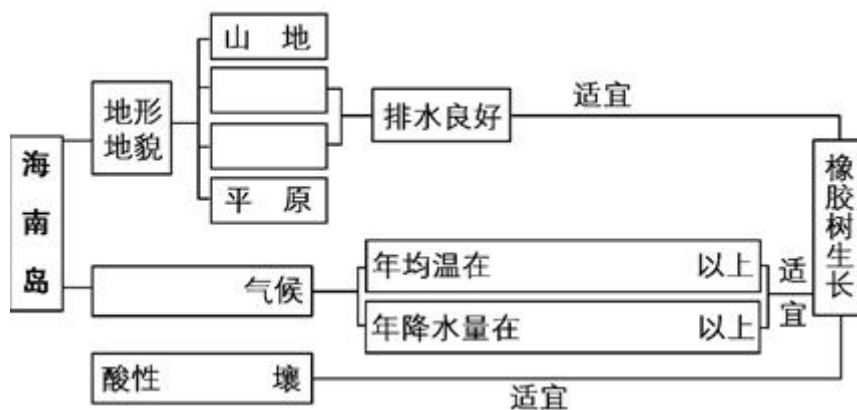 海南岛
地形
地貌
山 地
平 原
排水良好
适宜
橡胶树生长
气候
年均温在 以上
年降水量在 以上
适宜
酸性 壤
适宜